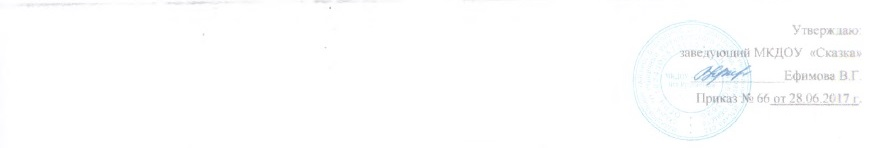 Утверждаю:
заведующий МКДОУ «Сказка»
Ефимова В.Г.
Приказ № 66 от 28.06.2017 г.